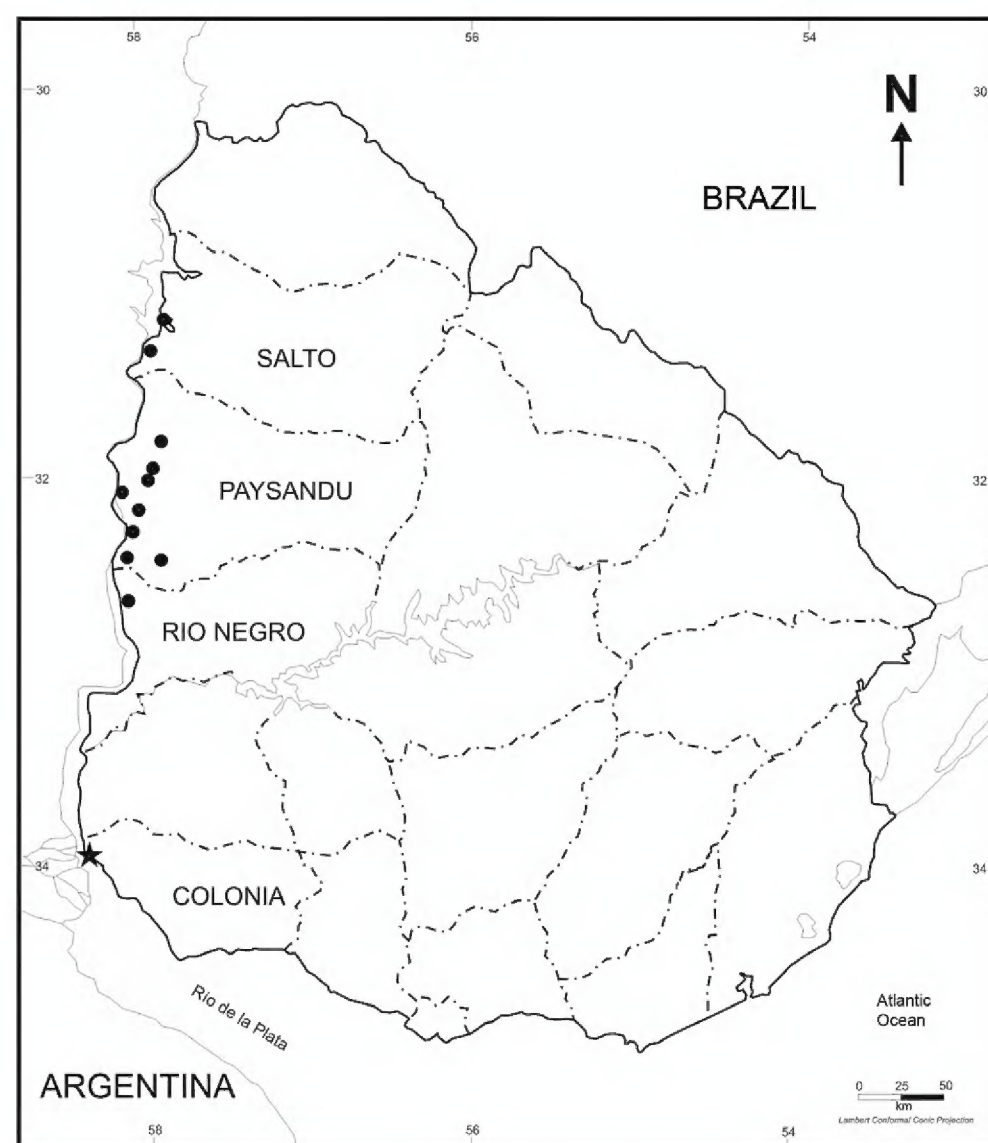 58 56 54
30 30
N
BRAZIL
SALTO
32 32
PAYSANDU
RIO NEGRO
34 34
COLONIA
Río de la Plata
Atlantic
Ocean
ARGENTINA
0 25 50
km
Lambert Conformal Conic Projection
58 56 54